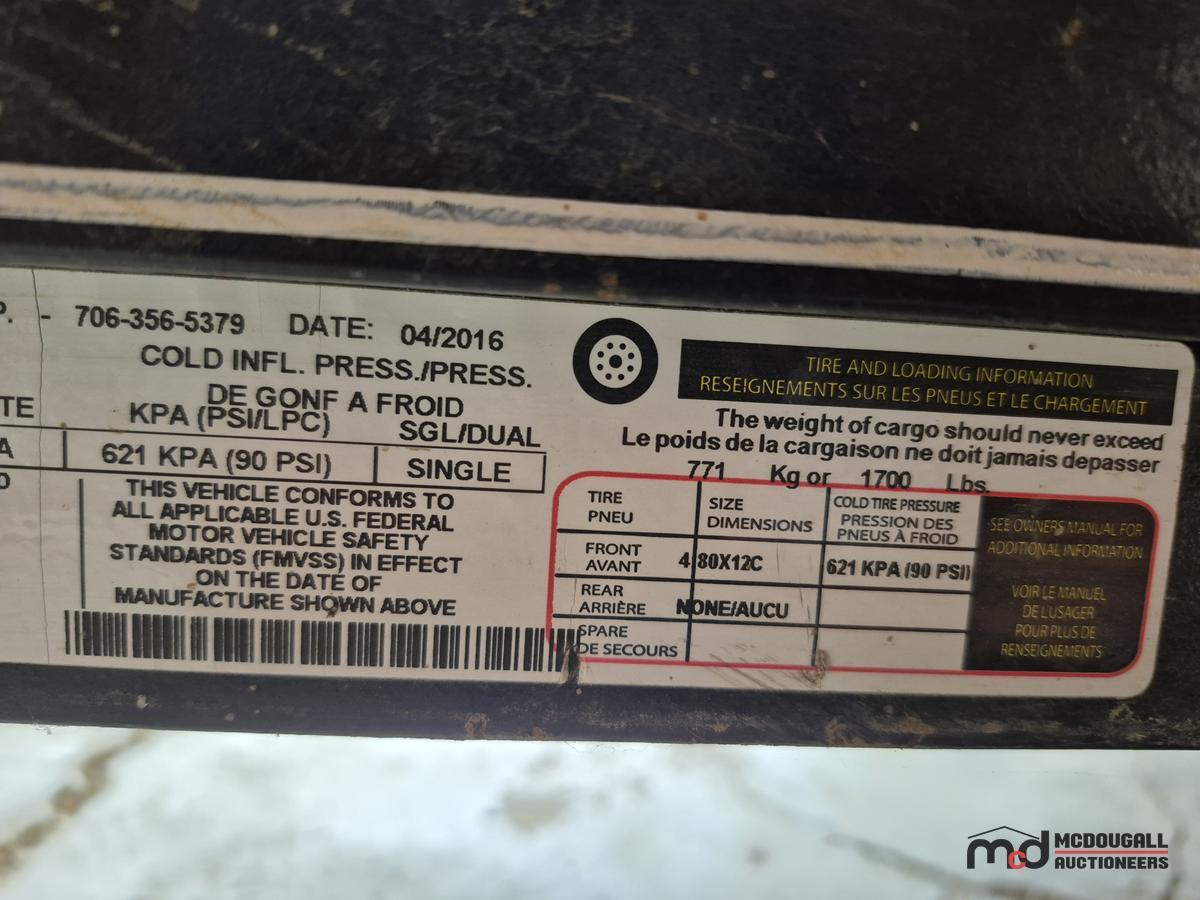 P. - 706-356-5379 DATE: 04/2016
COLD INFL. PRESS./PRESS.
DE GONF A FROID
TE KPA (PSI/LPC) SGL/DUAL
A 621 KPA (90 PSI) SINGLE
THIS VEHICLE CONFORMS TO
ALL APPLICABLE U.S. FEDERAL
MOTOR VEHICLE SAFETY
STANDARDS (FMVSS) IN EFFECT
ON THE DATE OF
MANUFACTURE SHOWN ABOVE
TIRE AND LOADING INFORMATION
RESEIGNEMENTS SUR LES PNEUS ET LE CHARGEMENT
The weight of cargo should never exceed
Le poids de la cargaison ne doit jamais depasser
771 Kg or 1700 Lbs.
TIRE SIZE COLD TIRE PRESSURE
PNEU DIMENSIONS PRESSION DES
PNEUS À FROID
FRONT
AVANT 4 80X12C 621 KPA (90 PSI)
REAR
ARRIÈRE NONE/AUCU
SPARE
DE SECOURS
SEE OWNERS MANUAL FOR
ADDITIONAL INFORMATION
VOIR LE MANUEL
DE L'USAGER
POUR PLUS DE
RENSEIGNEMENTS
mcd MCDOUGALL
AUCTIONEERS